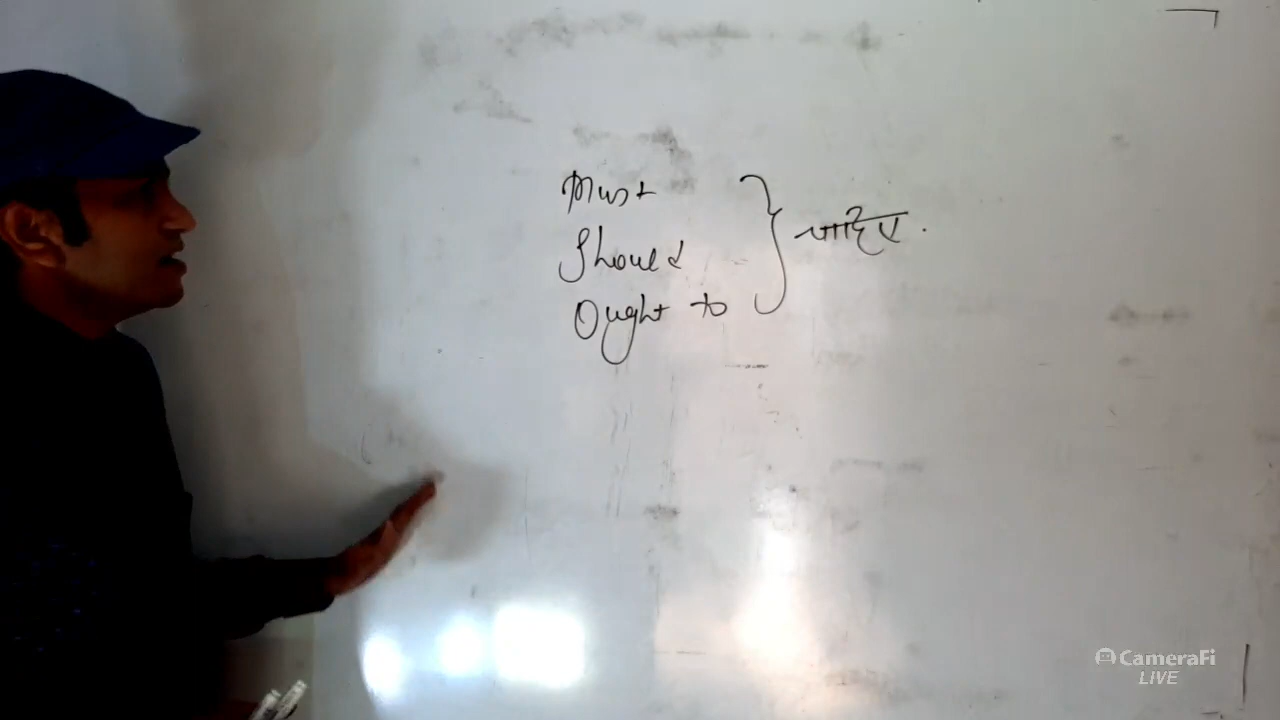 Must
Should
Ought to
चाहिए.
CameraFi
LIVE